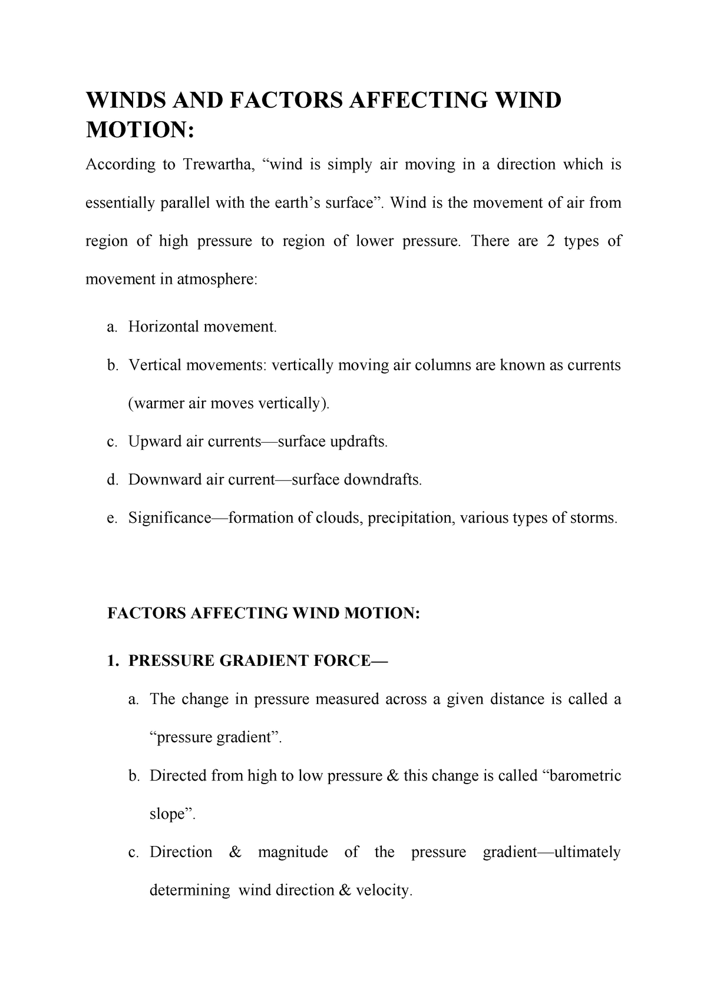 WINDS AND FACTORS AFFECTING WIND
MOTION:
According to Trewartha, “wind is simply air moving in a direction which is
essentially parallel with the earth’s surface”. Wind is the movement of air from
region of high pressure to region of lower pressure. There are 2 types of
movement in atmosphere:
a. Horizontal movement.
b. Vertical movements: vertically moving air columns are known as currents
(warmer air moves vertically).
c. Upward air currents—surface updrafts.
d. Downward air current—surface downdrafts.
e. Significance—formation of clouds, precipitation, various types of storms.
FACTORS AFFECTING WIND MOTION:
1. PRESSURE GRADIENT FORCE—
a. The change in pressure measured across a given distance is called a
“pressure gradient”.
b. Directed from high to low pressure & this change is called “barometric
slope”.
c. Direction & magnitude of the pressure gradient—ultimately
determining wind direction & velocity.